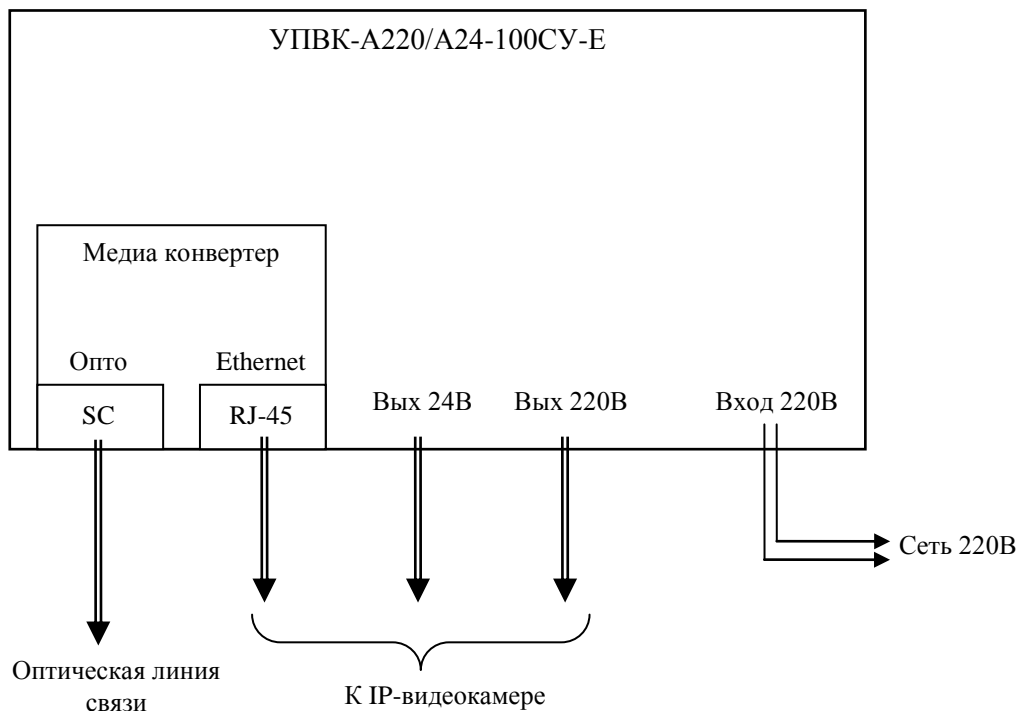 УПВК-А220/А24-100СУ-Е
Медиа конвертер
Опто
Ethernet
SC
RJ-45
Вых 24В
Вых 220В
Вход 220В
Сеть 220В
Оптическая линия
связи
К IP-видеокамере